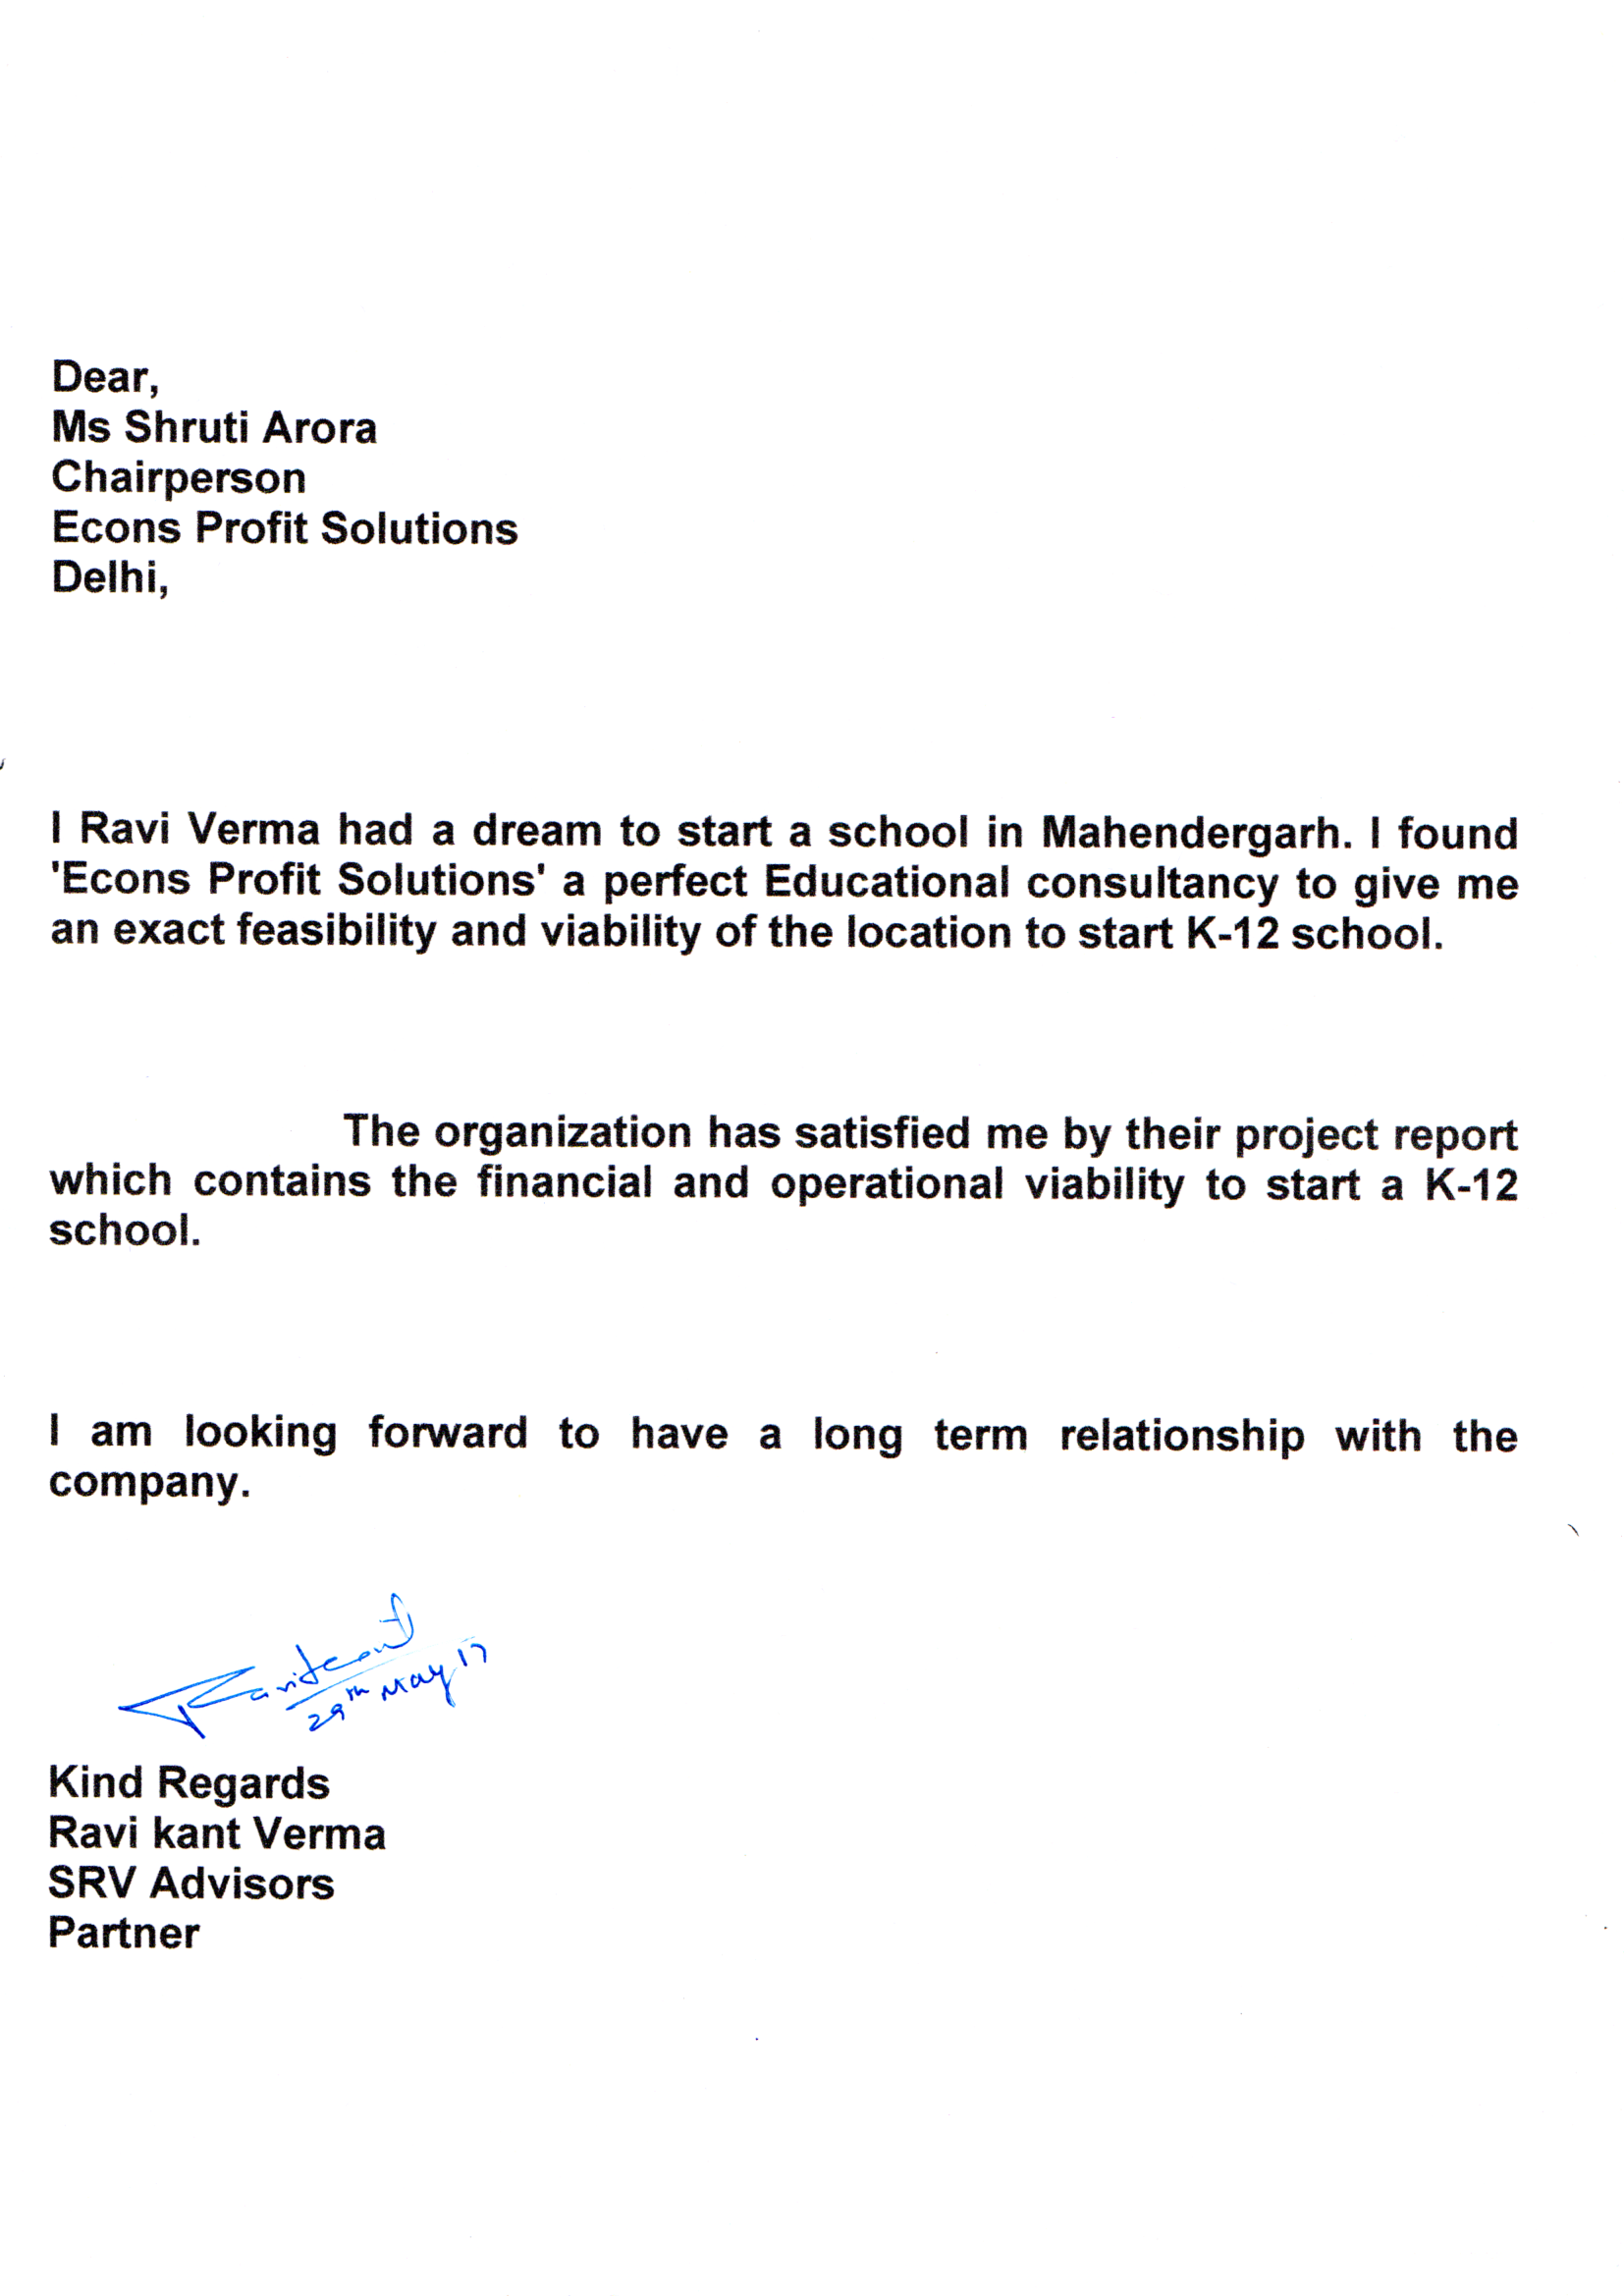 Dear,
Ms Shruti Arora
Chairperson
Econs Profit Solutions
Delhi,
I Ravi Verma had a dream to start a school in Mahendergarh. I found
'Econs Profit Solutions' a perfect Educational consultancy to give me
an exact feasibility and viability of the location to start K-12 school.
The organization has satisfied me by their project report
which contains the financial and operational viability to start a K-12
school.
I am looking forward to have a long term relationship with the
company.
Ravikant
29th May 17
Kind Regards
Ravi kant Verma
SRV Advisors
Partner